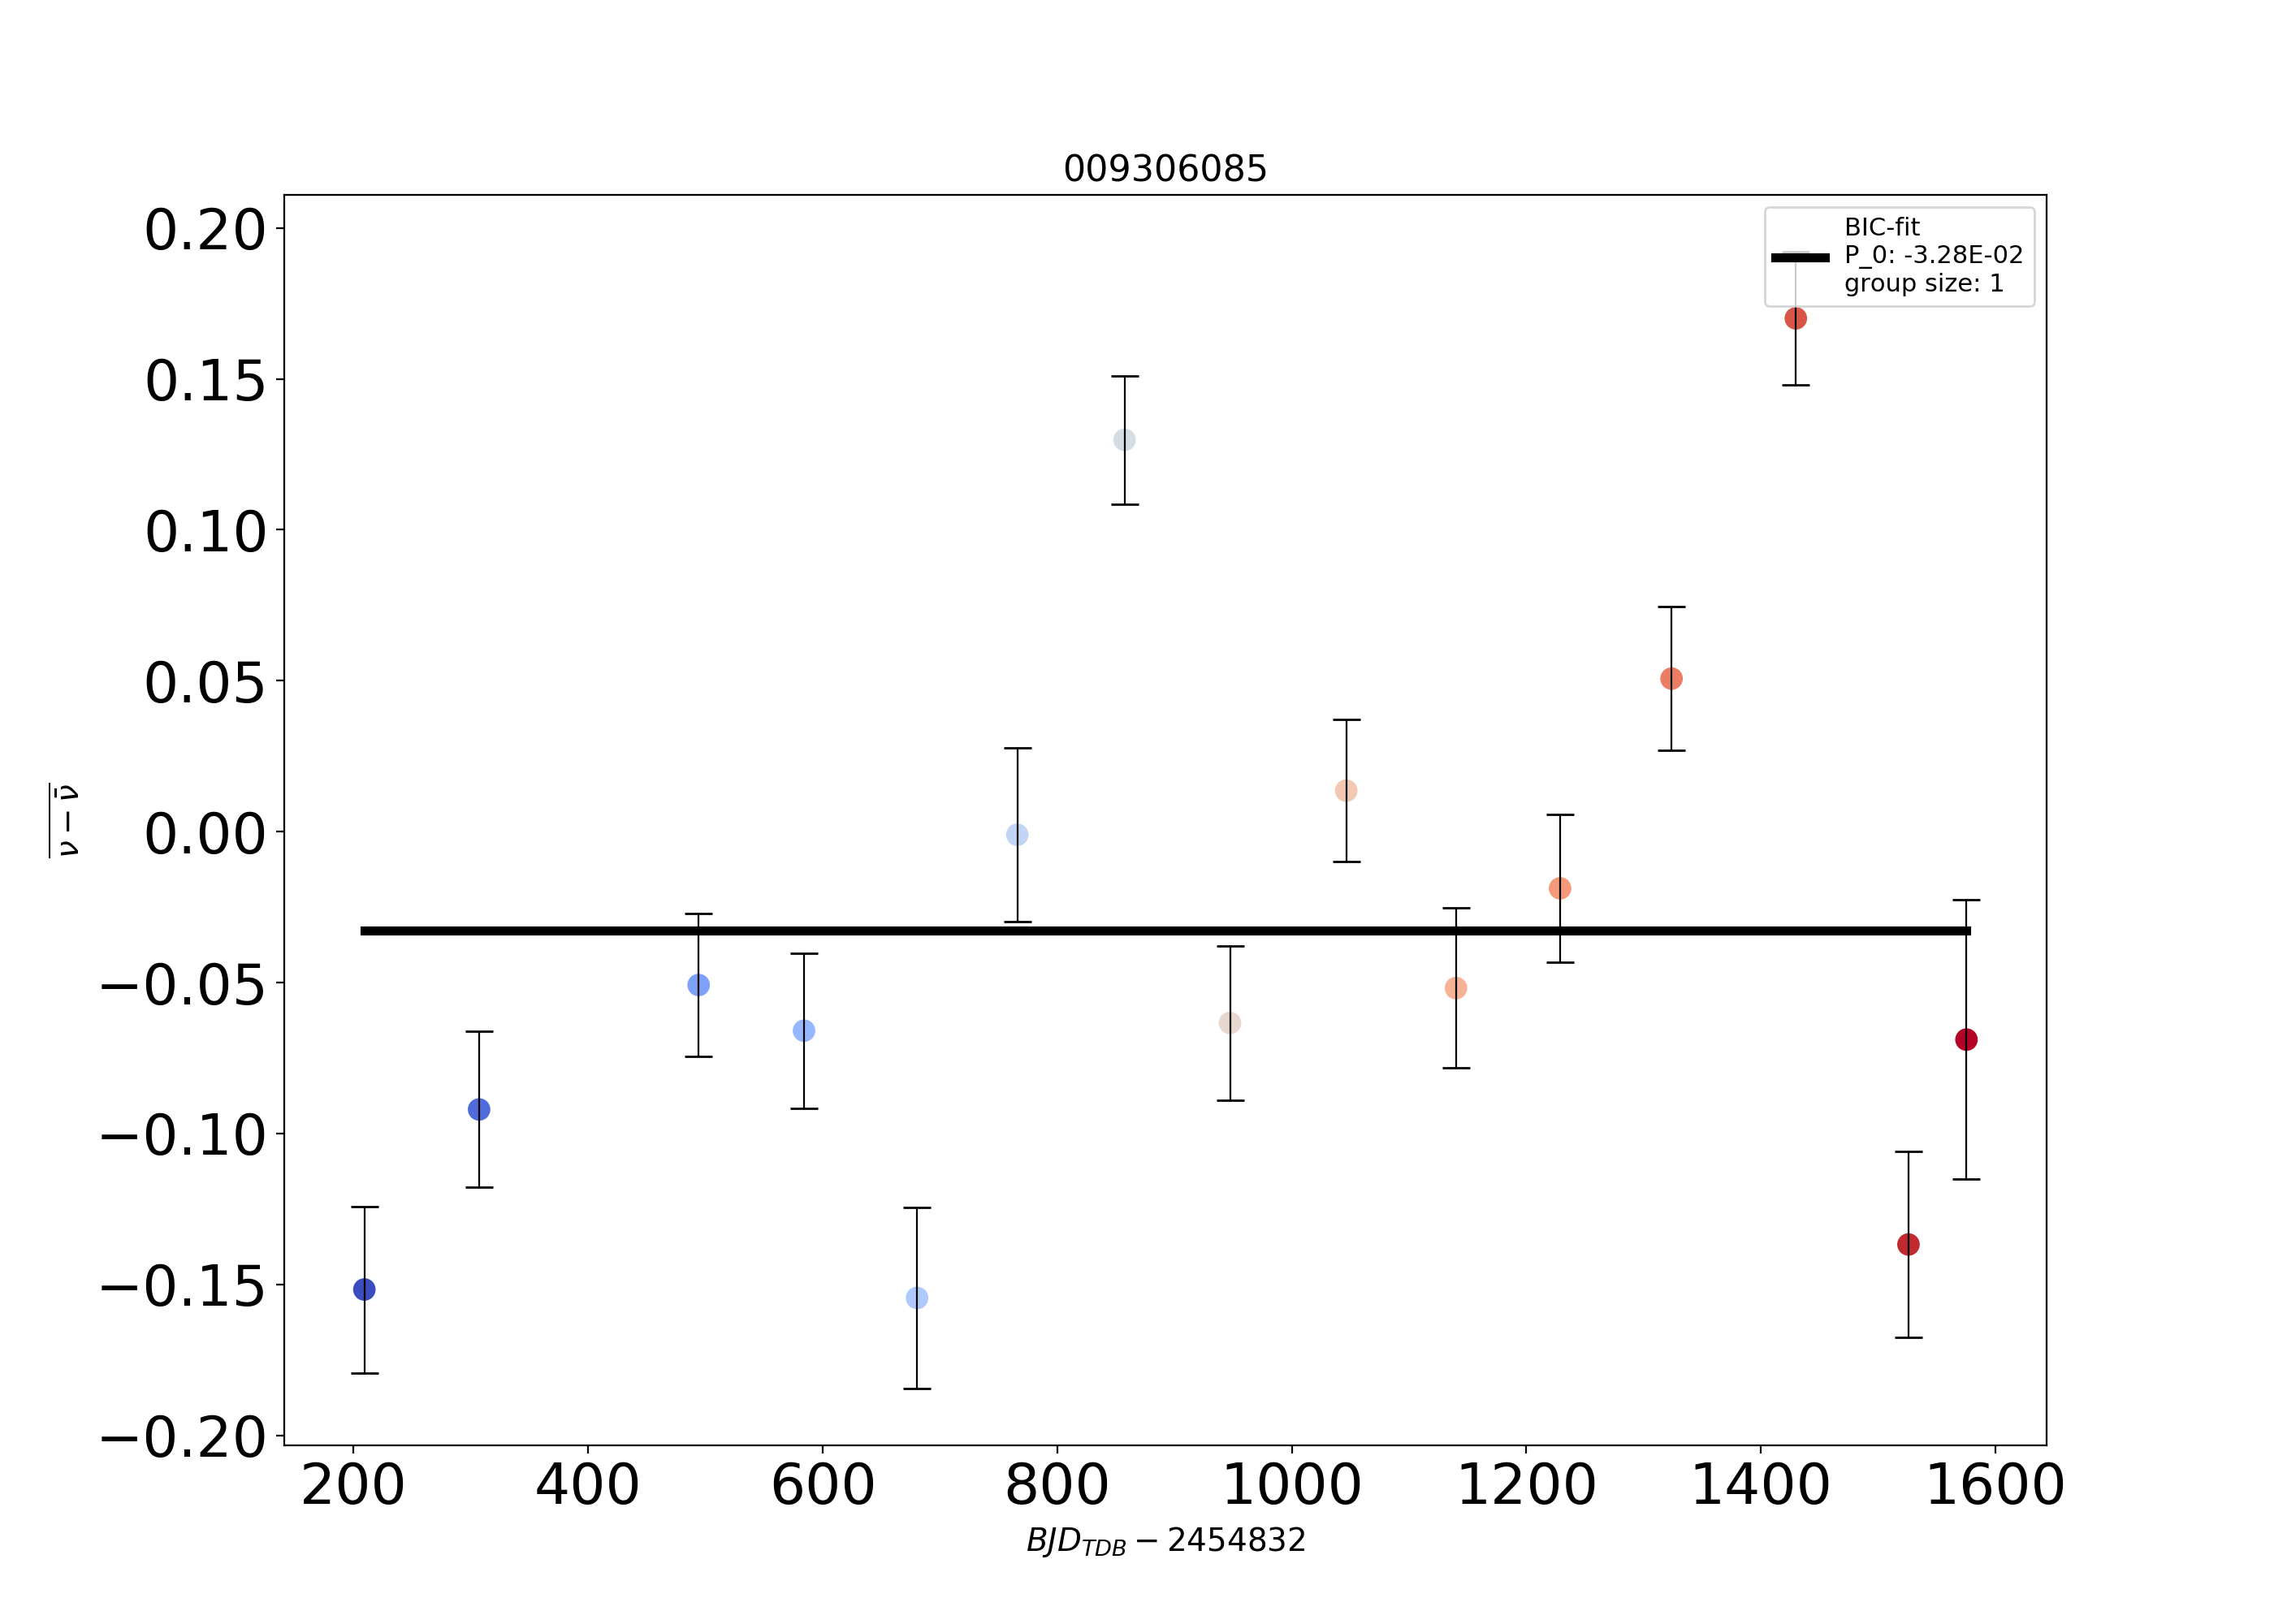 009306085
BIC-fit
P_0: -3.28E-02
group size: 1
0.20
0.15
0.10
0.05
0.00
−0.05
−0.10
−0.15
−0.20
ν − ν̄
200 400 600 800 1000 1200 1400 1600
BJD_TDB − 2454832